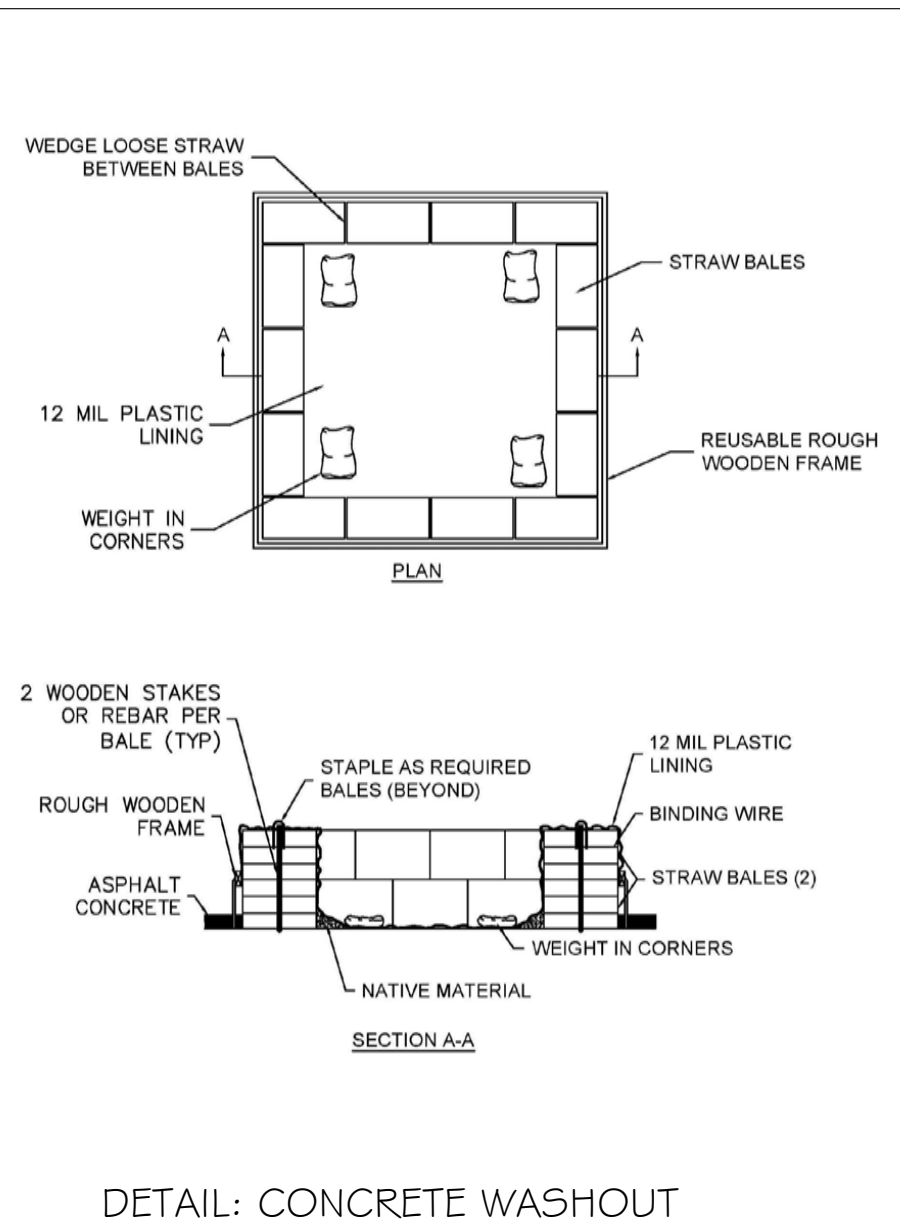 WEDGE LOOSE STRAW
BETWEEN BALES
STRAW BALES
A
A
12 MIL PLASTIC
LINING
REUSABLE ROUGH
WOODEN FRAME
WEIGHT IN
CORNERS
PLAN
2 WOODEN STAKES
OR REBAR PER
BALE (TYP)
STAPLE AS REQUIRED
BALES (BEYOND)
12 MIL PLASTIC
LINING
ROUGH WOODEN
FRAME
BINDING WIRE
ASPHALT
CONCRETE
STRAW BALES (2)
WEIGHT IN CORNERS
NATIVE MATERIAL
SECTION A-A
DETAIL: CONCRETE WASHOUT